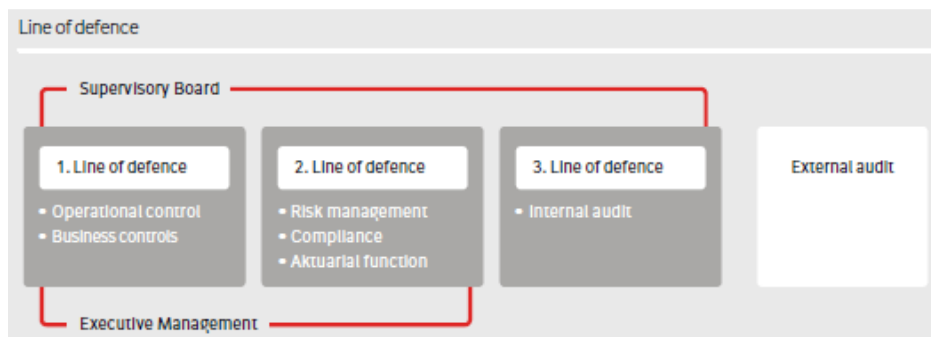 Line of defence
Supervisory Board
1. Line of defence
• Operational control
• Business controls
2. Line of defence
• Risk management
• Compliance
• Aktuarial function
3. Line of defence
• Internal audit
External audit
Executive Management